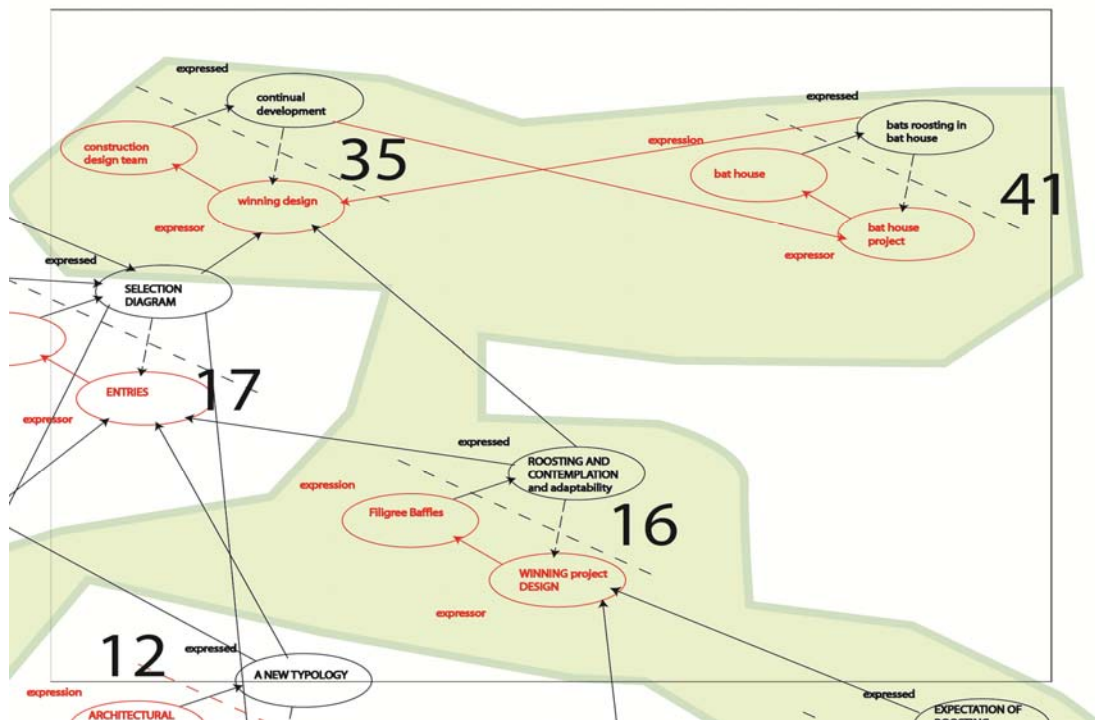 expressed
continual
development
construction
design team
35
winning design
expressor
expressed
expression
bats roosting in
bat house
bat house
41
bat house
project
expressor
expressed
SELECTION
DIAGRAM
17
ENTRIES
expressor
expressed
ROOSTING AND
CONTEMPLATION
and adaptability
expression
Filigree Baffles
16
WINNING project
DESIGN
expressor
12
expressed
A NEW TYPOLOGY
expression
ARCHITECTURAL
expressed
EXPECTATION OF